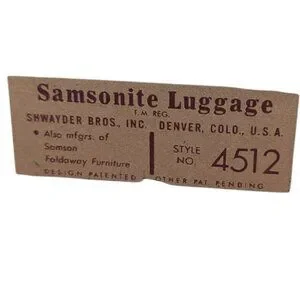 Samsonite Luggage
T.M. REG.
SHWAYDER BROS., INC. DENVER, COLO., U.S.A.
• Also mfgrs. of
Samson
Foldaway Furniture
STYLE
NO. 4512
DESIGN PATENTED OTHER PAT. PENDING